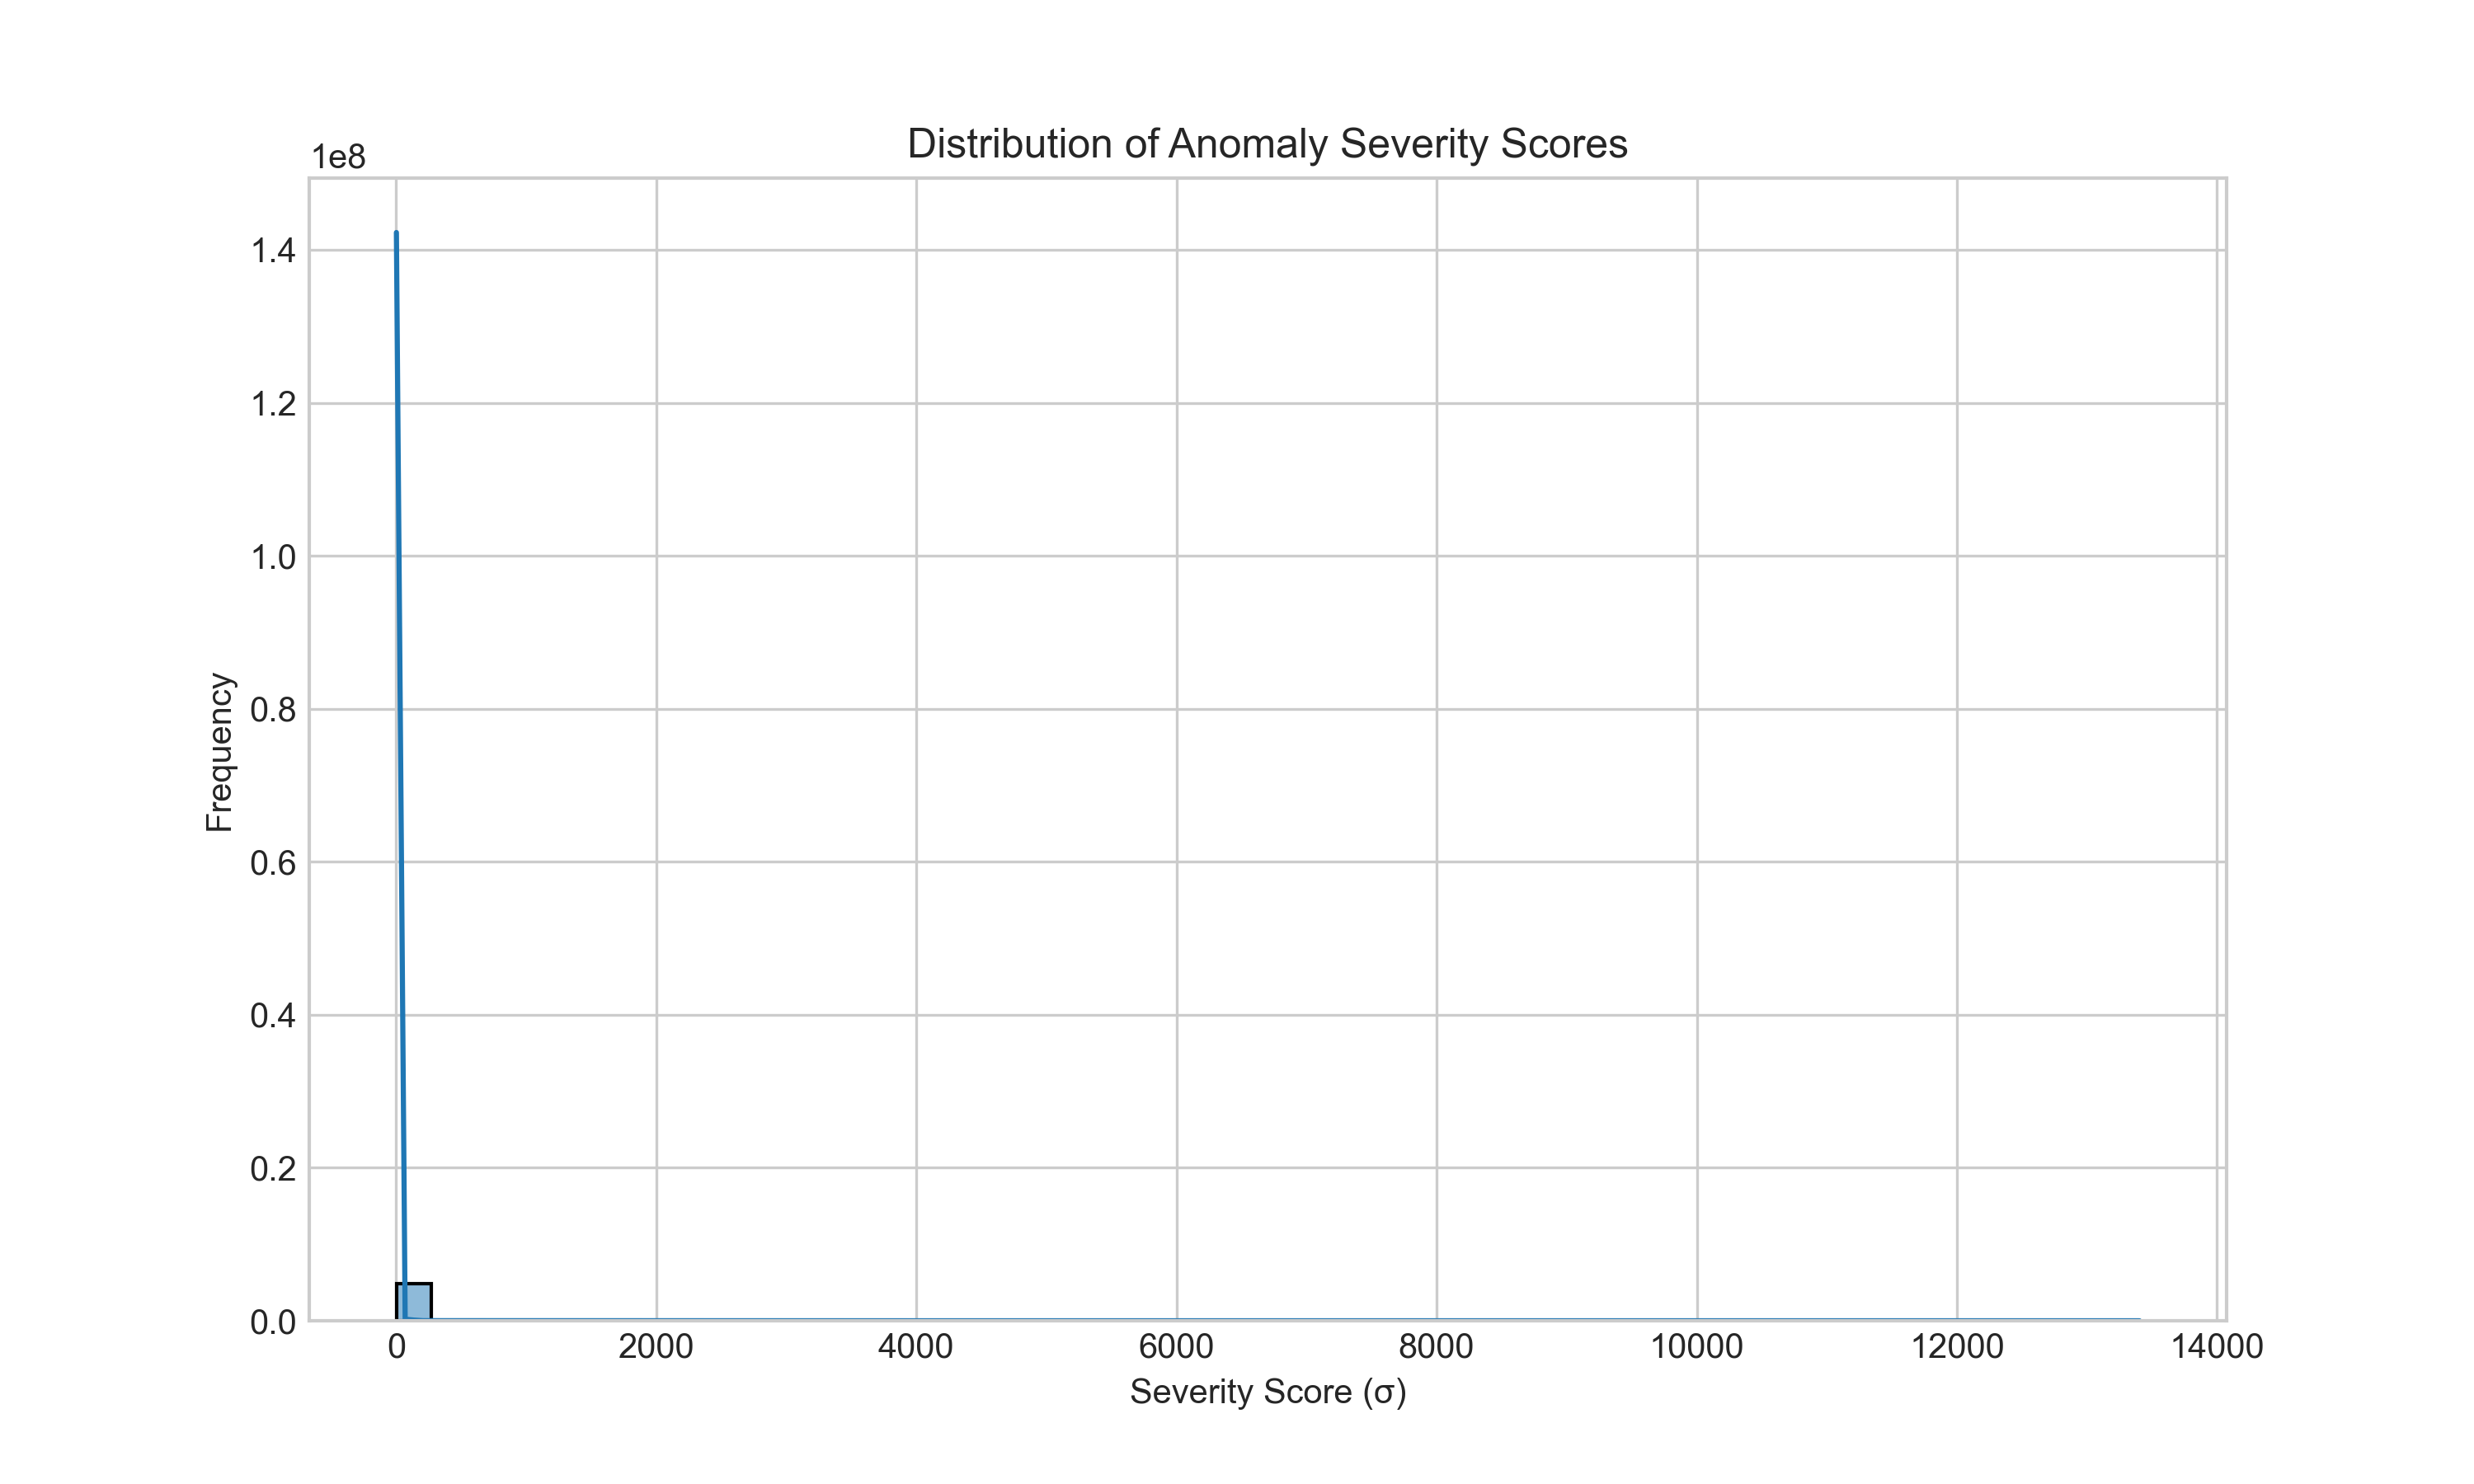 Distribution of Anomaly Severity Scores
1e8
1.4
1.2
1.0
0.8
0.6
0.4
0.2
0.0
Frequency
0 2000 4000 6000 8000 10000 12000 14000
Severity Score (σ)